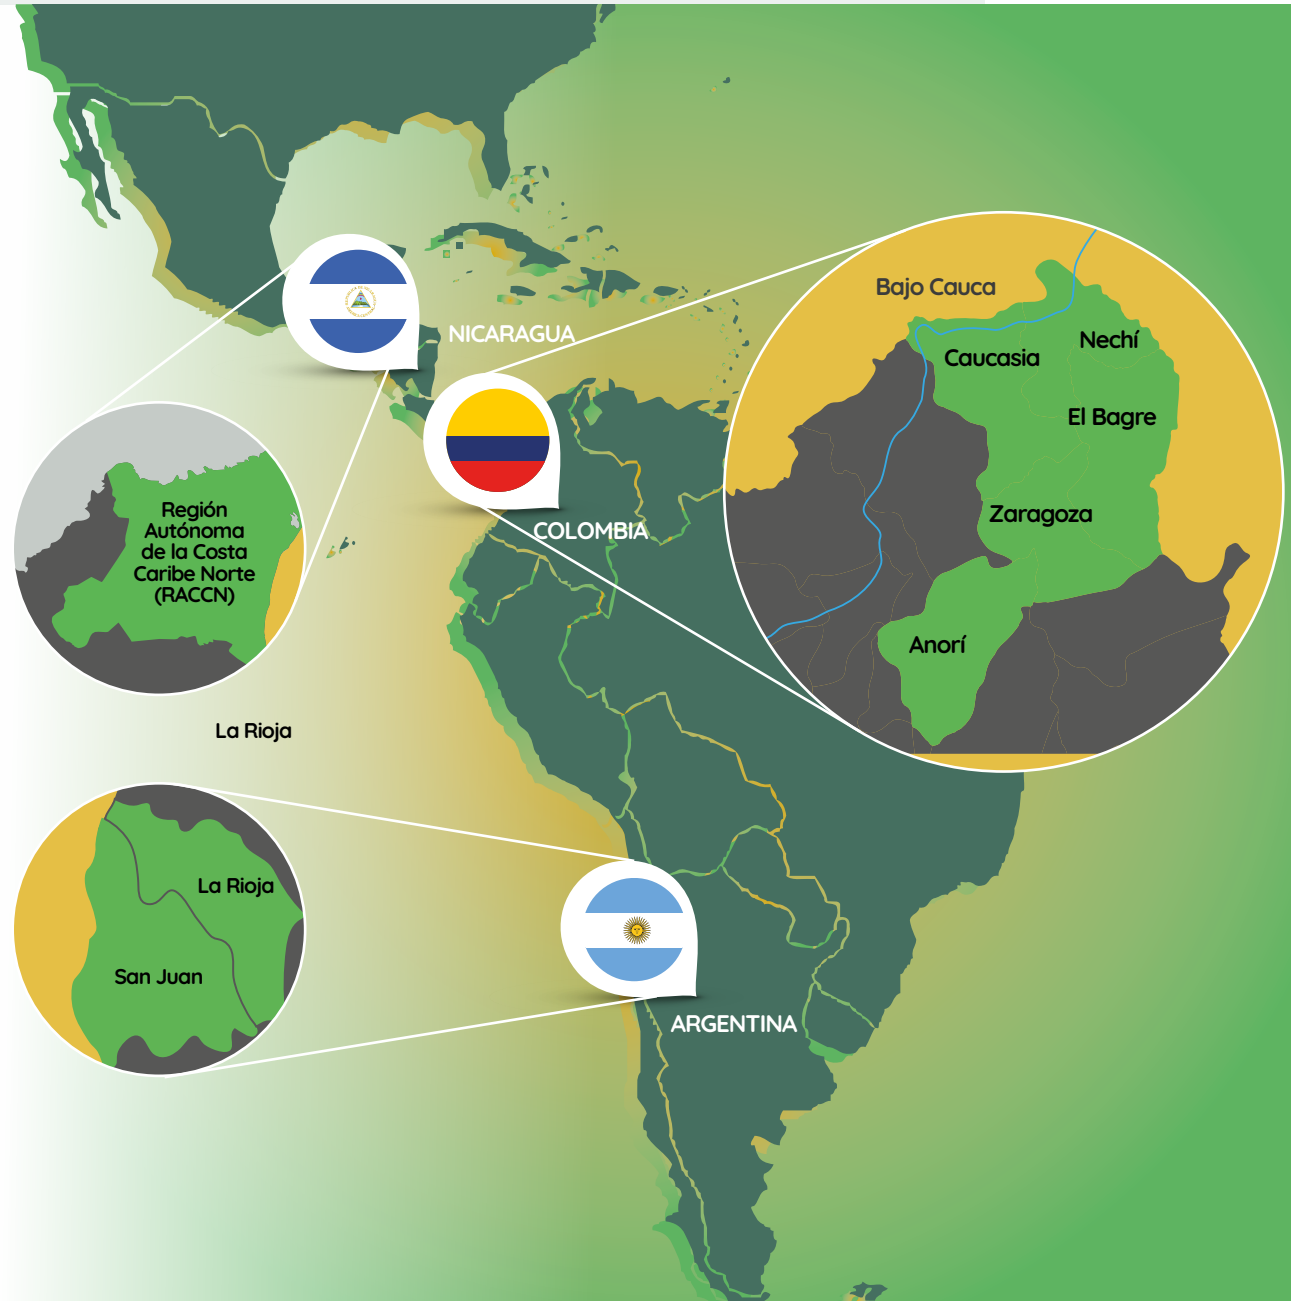 NICARAGUA
COLOMBIA
Bajo Cauca
Nechí
Caucasia
El Bagre
Zaragoza
Anorí
Región
Autónoma
de la Costa
Caribe Norte
(RACCN)
La Rioja
La Rioja
San Juan
ARGENTINA